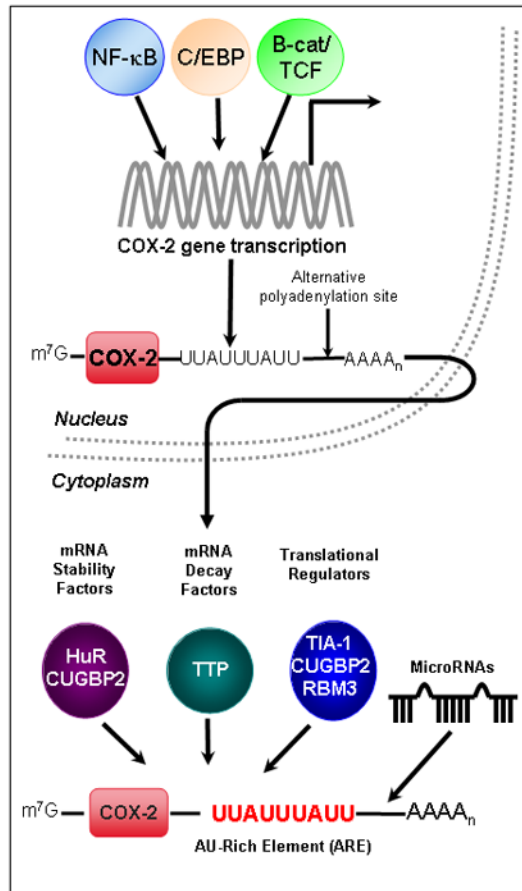 NF-κB
C/EBP
B-cat/
TCF
COX-2 gene transcription
Alternative
polyadenylation site
m⁷G
COX-2
UUAUUUAUU
AAAAₙ
Nucleus
Cytoplasm
mRNA
Stability
Factors
mRNA
Decay
Factors
Translational
Regulators
HuR
CUGBP2
TTP
TIA-1
CUGBP2
RBM3
MicroRNAs
m⁷G
COX-2
UUAUUUAUU
AAAAₙ
AU-Rich Element (ARE)